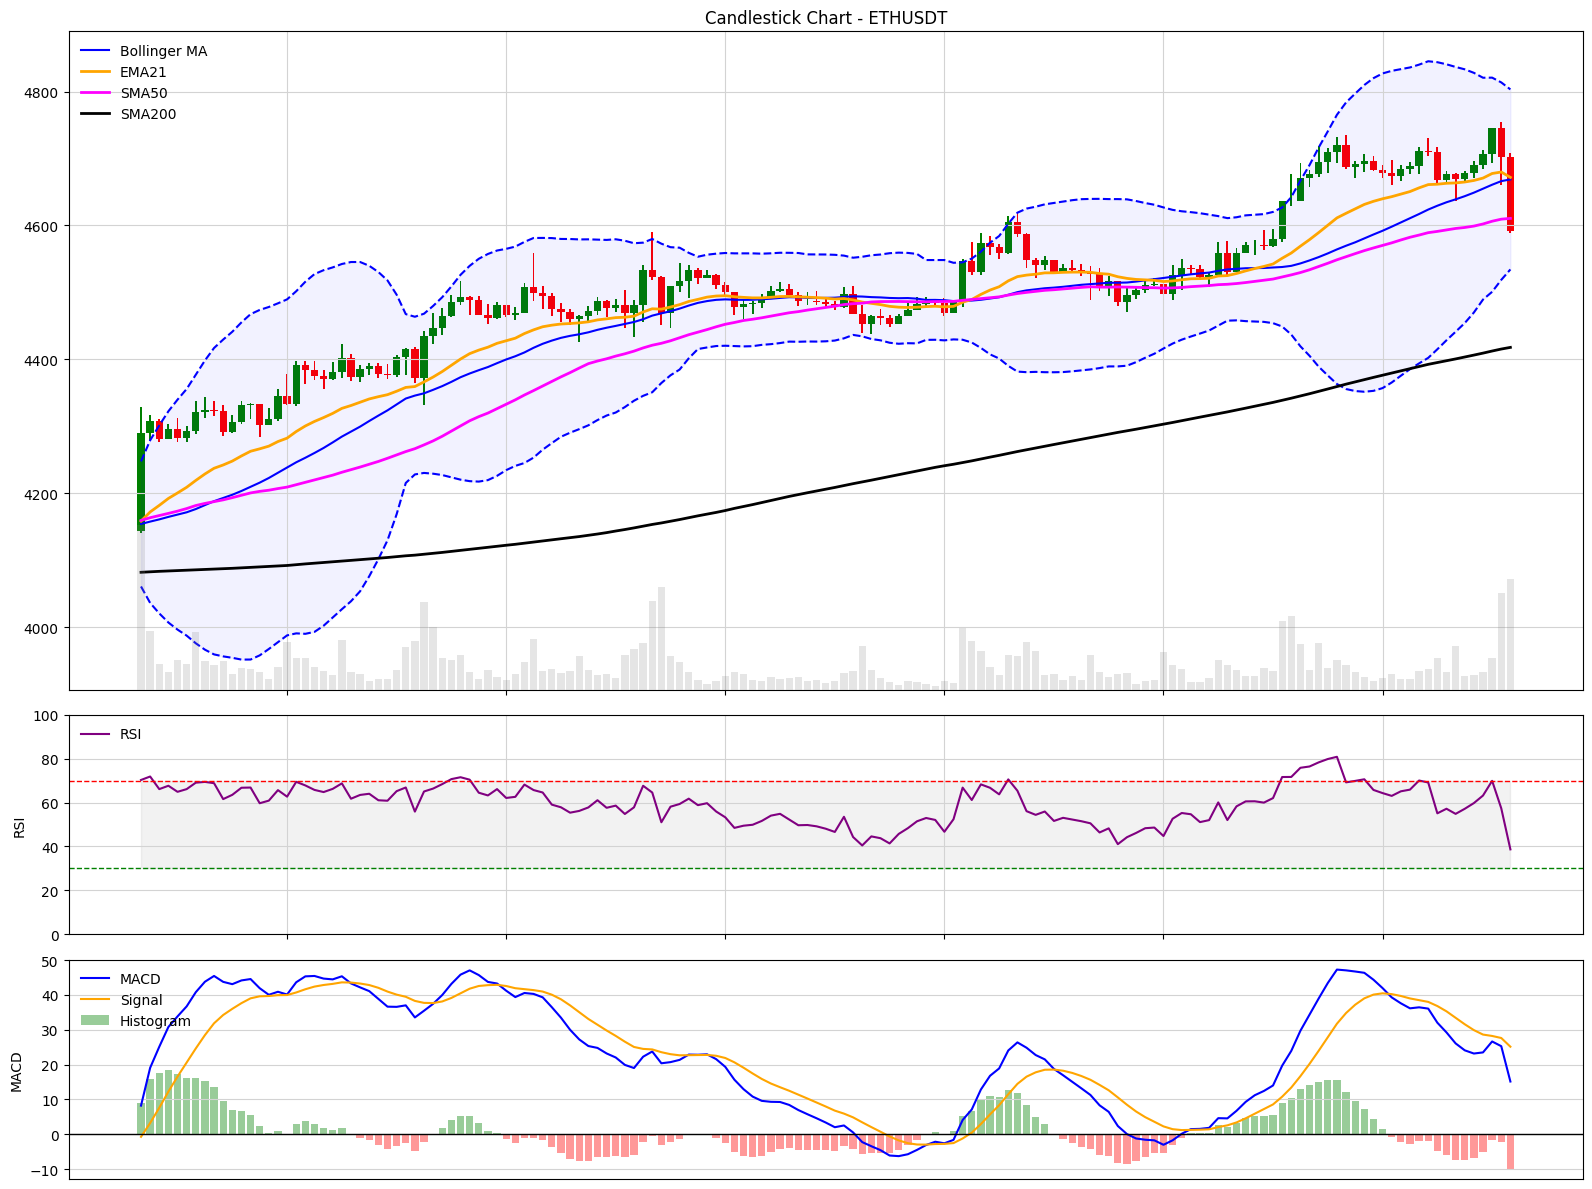 Candlestick Chart - ETHUSDT
Bollinger MA
EMA21
SMA50
SMA200
4800
4600
4400
4200
4000
RSI
100
80
60
40
20
0
RSI
MACD
Signal
Histogram
50
40
30
20
10
0
−10
MACD